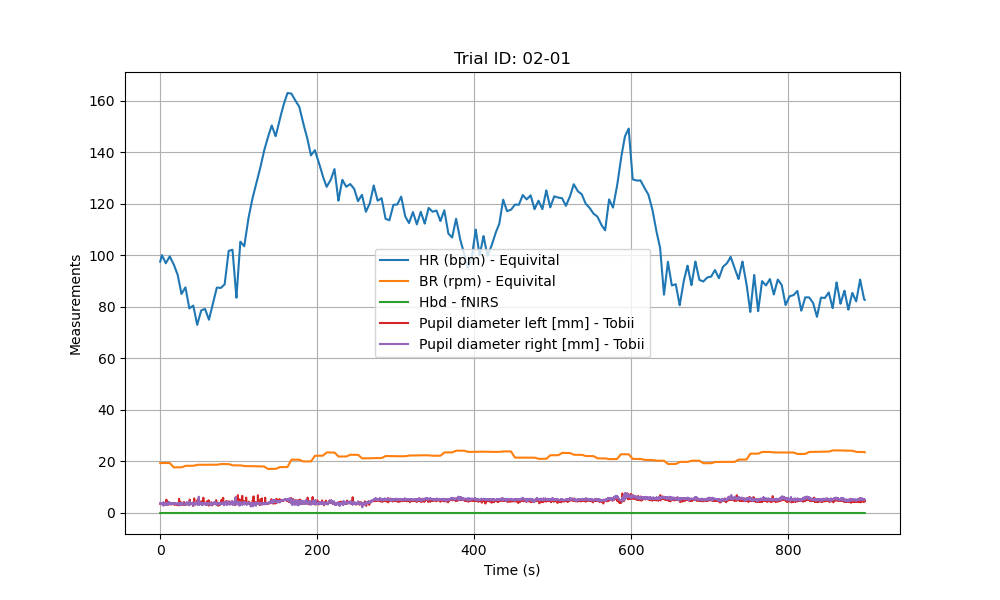 Trial ID: 02-01
Measurements
160
140
120
100
80
60
40
20
0
HR (bpm) - Equivital
BR (rpm) - Equivital
Hbd - fNIRS
Pupil diameter left [mm] - Tobii
Pupil diameter right [mm] - Tobii
0 200 400 600 800
Time (s)